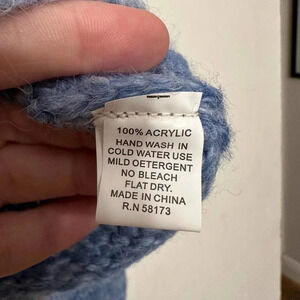 100% ACRYLIC
HAND WASH IN
COLD WATER USE
MILD DETERGENT
NO BLEACH
FLAT DRY.
MADE IN CHINA
R.N 58173